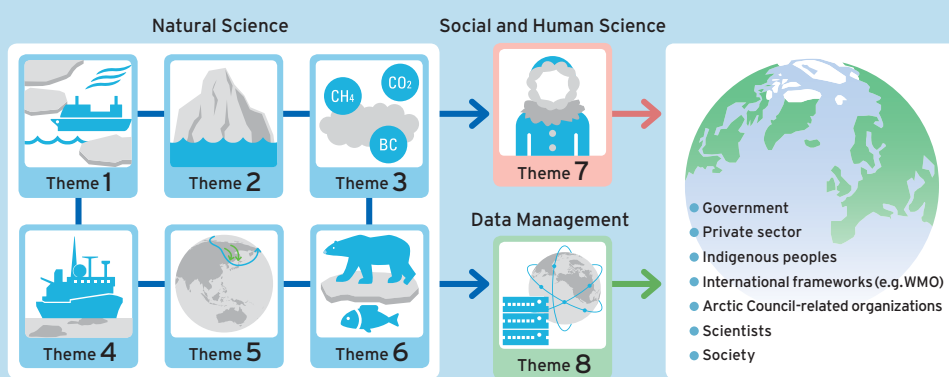 Natural Science
Social and Human Science
CH4
CO2
BC
Theme 1
Theme 2
Theme 3
Theme 7
Data Management
Theme 4
Theme 5
Theme 6
Theme 8
Government
Private sector
Indigenous peoples
International frameworks (e.g. WMO)
Arctic Council-related organizations
Scientists
Society